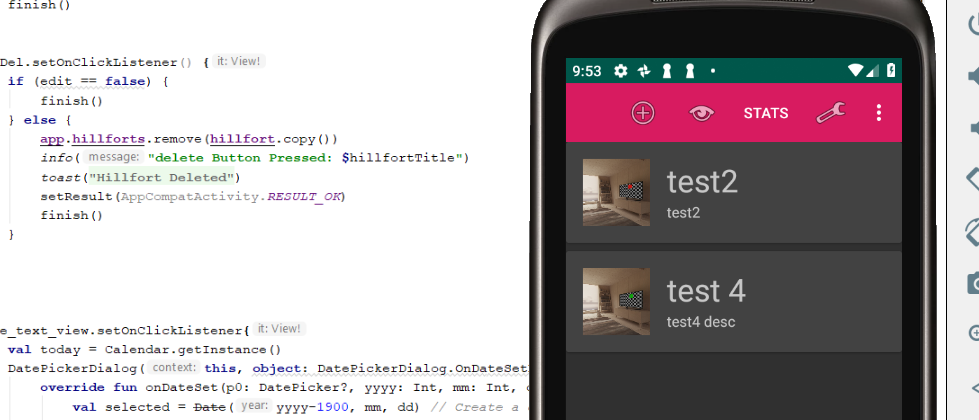 finish()
Del.setOnClickListener() { it: View!
if (edit == false) {
finish()
} else {
app.hillforts.remove(hillfort.copy())
info( message: "delete Button Pressed: $hillfortTitle")
toast("Hillfort Deleted")
setResult(AppCompatActivity.RESULT_OK)
finish()
}
e_text_view.setOnClickListener{ it: View!
val today = Calendar.getInstance()
DatePickerDialog( context: this, object: DatePickerDialog.OnDateSet
override fun onDateSet(p0: DatePicker?, yyyy: Int, mm: Int,
val selected = Date( year: yyyy-1900, mm, dd) // Create a
9:53
STATS
test2
test2
test 4
test4 desc